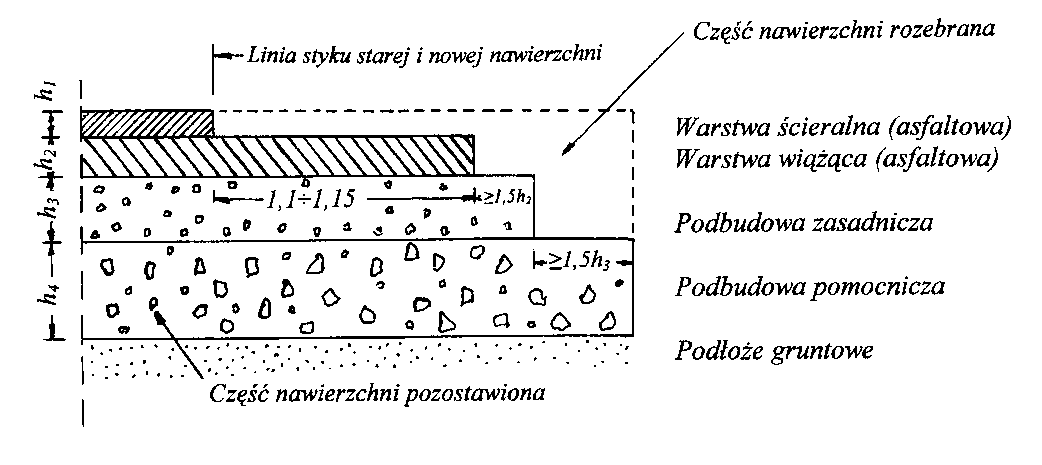 Część nawierzchni rozebrana
Linia styku starej i nowej nawierzchni
h1
Warstwa ścieralna (asfaltowa)
h2
Warstwa wiążąca (asfaltowa)
h3
1,1÷1,15
≥1,5h2
Podbudowa zasadnicza
≥1,5h3
h4
Podbudowa pomocnicza
Podłoże gruntowe
Część nawierzchni pozostawiona